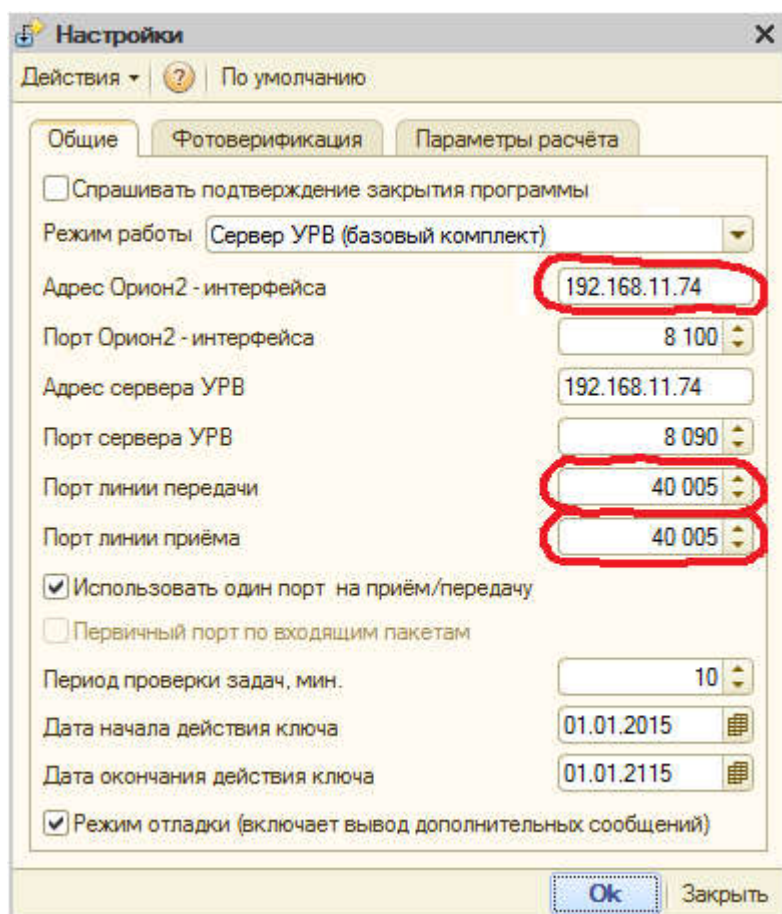 Настройки
Действия ? По умолчанию
Общие Фотоверификация Параметры расчёта
Спрашивать подтверждение закрытия программы
Режим работы Сервер УРВ (базовый комплект)
Адрес Орион2 - интерфейса 192.168.11.74
Порт Орион2 - интерфейса 8 100
Адрес сервера УРВ 192.168.11.74
Порт сервера УРВ 8 090
Порт линии передачи 40 005
Порт линии приёма 40 005
Использовать один порт на приём/передачу
Первичный порт по входящим пакетам
Период проверки задач, мин. 10
Дата начала действия ключа 01.01.2015
Дата окончания действия ключа 01.01.2115
Режим отладки (включает вывод дополнительных сообщений)
Ok Закрыть